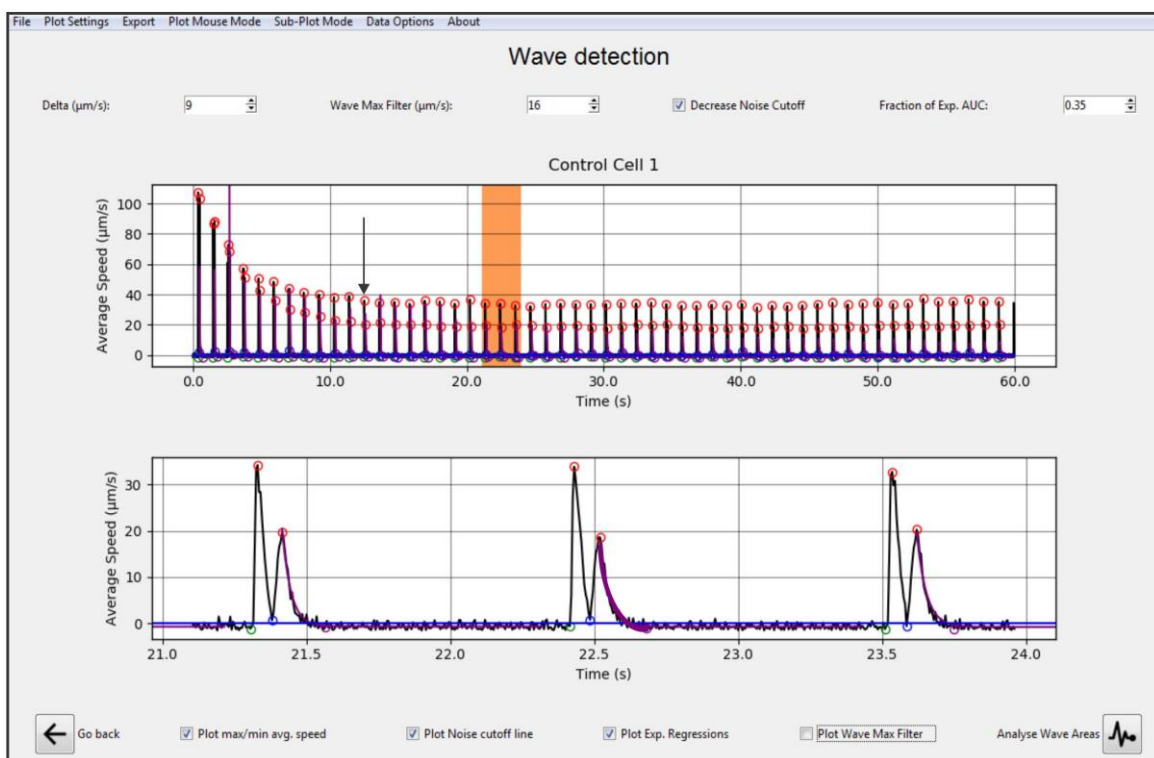 File Plot Settings Export Plot Mouse Mode Sub-Plot Mode Data Options About
Wave detection
Delta (µm/s): 9 Wave Max Filter (µm/s): 16 Decrease Noise Cutoff Fraction of Exp. AUC: 0.35
Control Cell 1
Average Speed (µm/s)
100
80
60
40
20
0
0.0 10.0 20.0 30.0 40.0 50.0 60.0
Time (s)
Average Speed (µm/s)
30
20
10
0
21.0 21.5 22.0 22.5 23.0 23.5 24.0
Time (s)
Go back Plot max/min avg. speed Plot Noise cutoff line Plot Exp. Regressions Plot Wave Max Filter Analyse Wave Areas